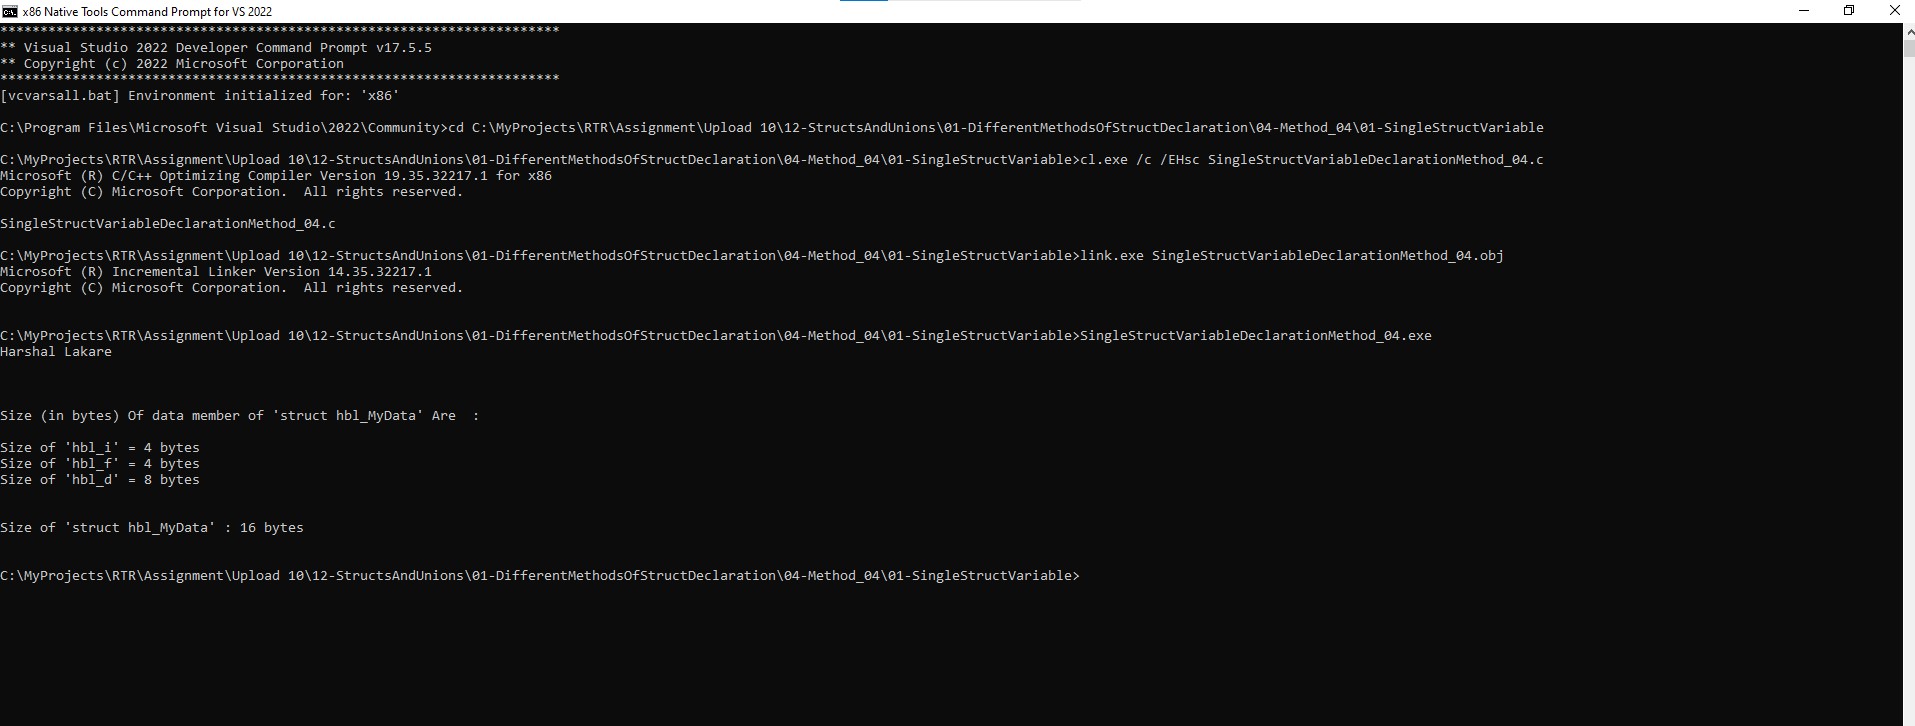 x86 Native Tools Command Prompt for VS 2022
**********************************************************************
** Visual Studio 2022 Developer Command Prompt v17.5.5
** Copyright (c) 2022 Microsoft Corporation
**********************************************************************
[vcvarsall.bat] Environment initialized for: 'x86'
C:\Program Files\Microsoft Visual Studio\2022\Community>cd C:\MyProjects\RTR\Assignment\Upload 10\12-StructsAndUnions\01-DifferentMethodsOfStructDeclaration\04-Method_04\01-SingleStructVariable
C:\MyProjects\RTR\Assignment\Upload 10\12-StructsAndUnions\01-DifferentMethodsOfStructDeclaration\04-Method_04\01-SingleStructVariable>cl.exe /c /EHsc SingleStructVariableDeclarationMethod_04.c
Microsoft (R) C/C++ Optimizing Compiler Version 19.35.32217.1 for x86
Copyright (C) Microsoft Corporation.  All rights reserved.
SingleStructVariableDeclarationMethod_04.c
C:\MyProjects\RTR\Assignment\Upload 10\12-StructsAndUnions\01-DifferentMethodsOfStructDeclaration\04-Method_04\01-SingleStructVariable>link.exe SingleStructVariableDeclarationMethod_04.obj
Microsoft (R) Incremental Linker Version 14.35.32217.1
Copyright (C) Microsoft Corporation.  All rights reserved.
C:\MyProjects\RTR\Assignment\Upload 10\12-StructsAndUnions\01-DifferentMethodsOfStructDeclaration\04-Method_04\01-SingleStructVariable>SingleStructVariableDeclarationMethod_04.exe
Harshal Lakare
Size (in bytes) Of data member of 'struct hbl_MyData' Are  :
Size of 'hbl_i' = 4 bytes
Size of 'hbl_f' = 4 bytes
Size of 'hbl_d' = 8 bytes
Size of 'struct hbl_MyData' : 16 bytes
C:\MyProjects\RTR\Assignment\Upload 10\12-StructsAndUnions\01-DifferentMethodsOfStructDeclaration\04-Method_04\01-SingleStructVariable>